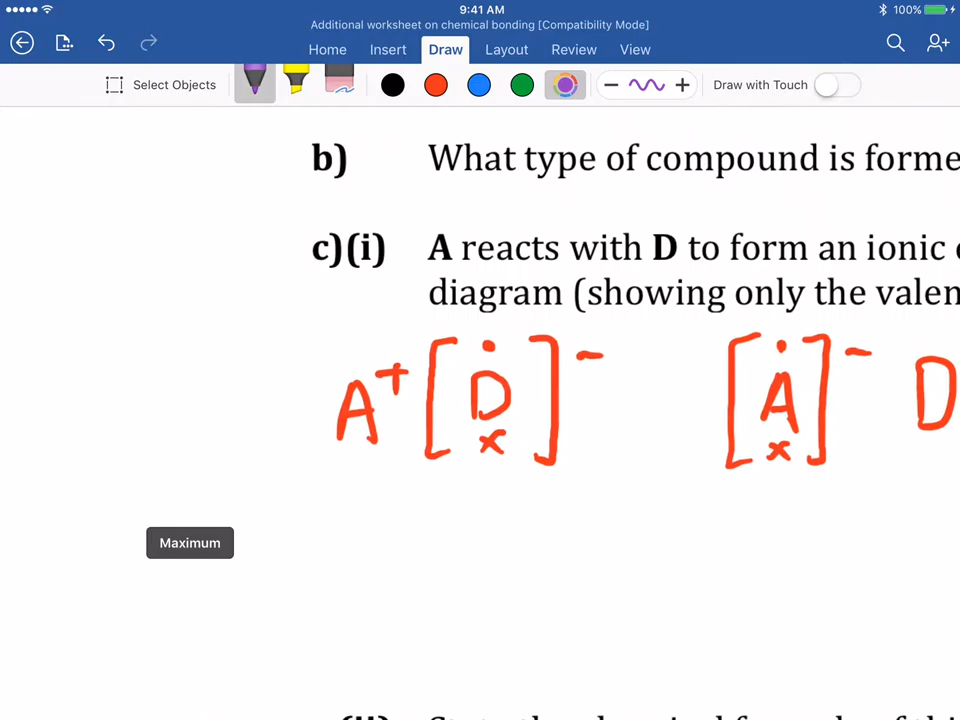 9:41 AM
100%
Additional worksheet on chemical bonding [Compatibility Mode]
Home Insert Draw Layout Review View
Select Objects
Draw with Touch
b) What type of compound is forme
c)(i) A reacts with D to form an ionic
diagram (showing only the valen
A⁺ [D]⁻ [A]⁻ D
Maximum